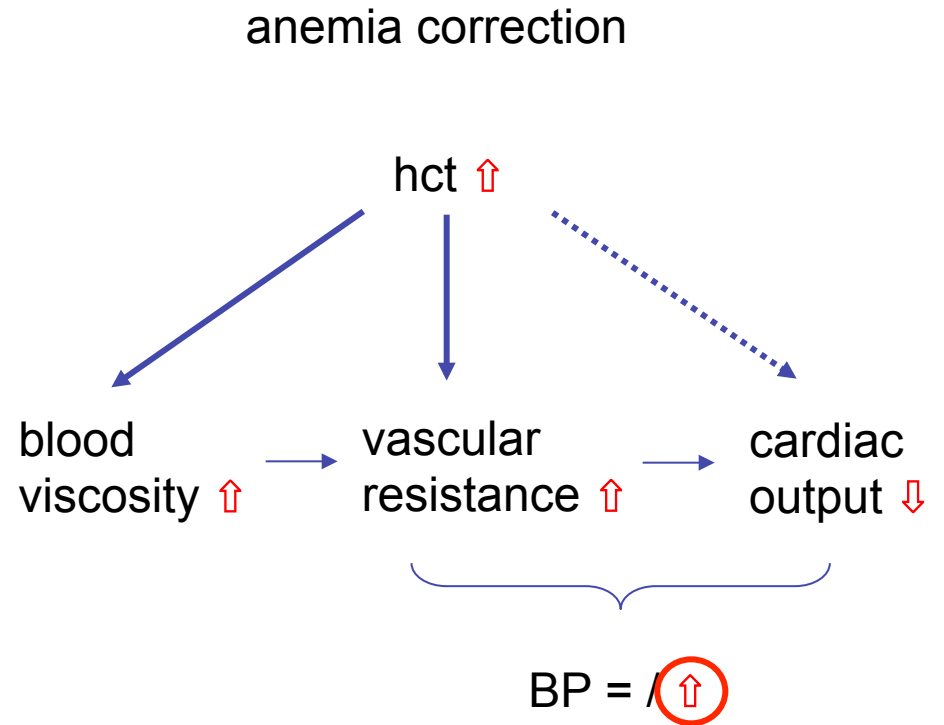 anemia correction
hct ⇧
blood
viscosity ⇧
vascular
resistance ⇧
cardiac
output ⇩
BP = / ⇧